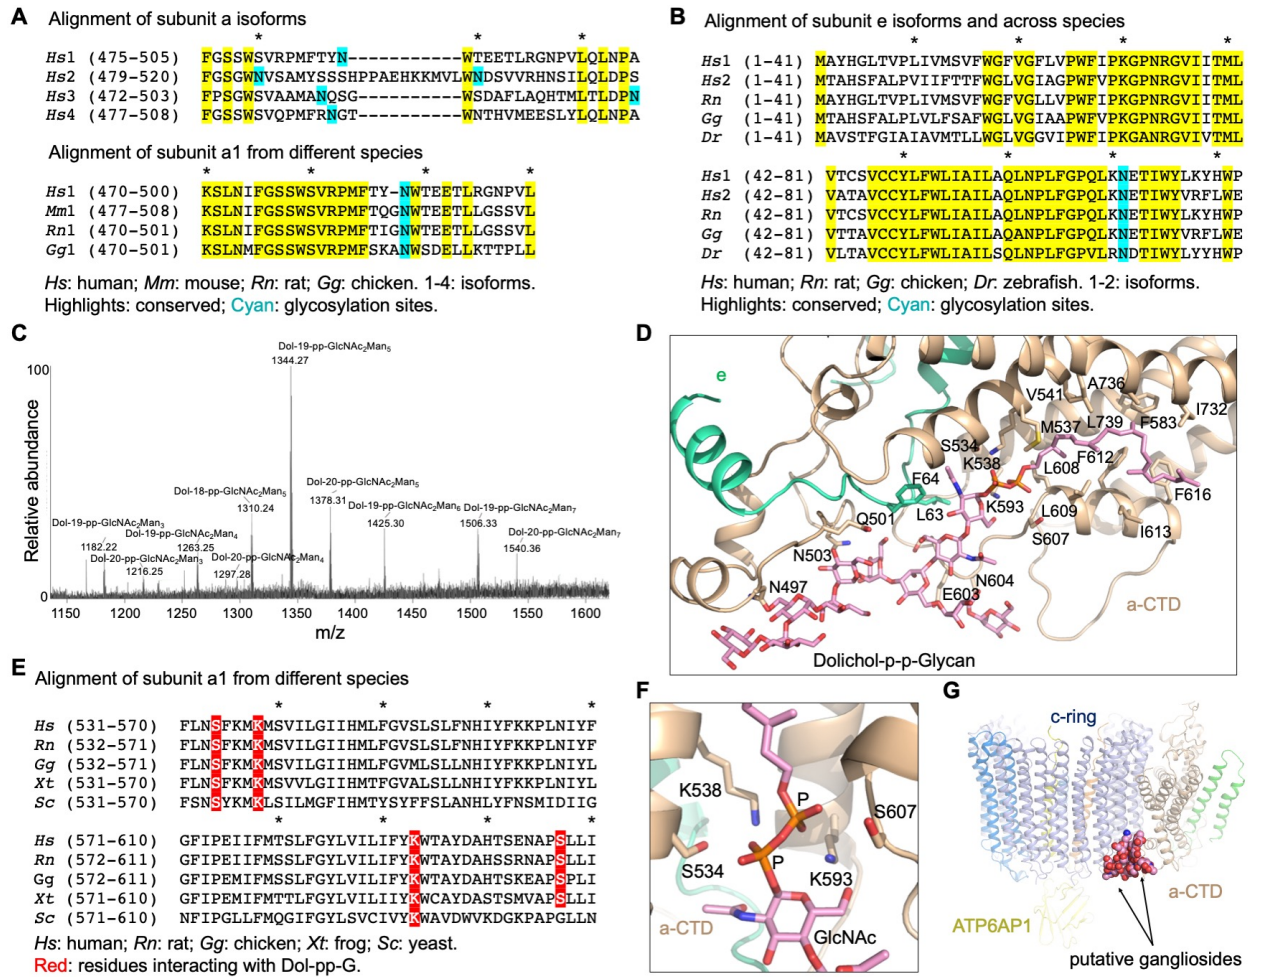 A
Alignment of subunit a isoforms
* * *
Hs1 (475-505) FGSSWSVRPMFTYN-----------WTEETLRGNPVLQLNPA
Hs2 (479-520) FGSGWNVSAMYSSSHPPAEHKKMVLWNDSVVRHNSILQLDPS
Hs3 (472-503) FPSGWSVAAMANQSG----------WSDAFLAQHTMLTLDPN
Hs4 (477-508) FGSSWSVQPMFRNGT----------WNTHVMEESLYLQLNPA
Alignment of subunit a1 from different species
* * * *
Hs1 (470-500) KSLNIFGSSWSVRPMFTY-NWTEETLRGNPVL
Mm1 (477-508) KSLNIFGSSWSVRPMFTQGNWTEETLLGSSVL
Rn1 (470-501) KSLNIFGSSWSVRPMFTIGNWTEETLLGSSVL
Gg1 (470-501) KSLNMFGSSWSVRPMFSKANWSDELLKTTPLL
Hs: human; Mm: mouse; Rn: rat; Gg: chicken. 1-4: isoforms.
Highlights: conserved; Cyan: glycosylation sites.
B
Alignment of subunit e isoforms and across species
* * * *
Hs1 (1-41) MAYHGLTVPLIVMSVFWGFVGFLVPWFIPKGPNRGVIITML
Hs2 (1-41) MTAHSFALPVIIFTTFWGLVGIAGPWFVPKGPNRGVIITML
Rn (1-41) MAYHGLTVPLIVMSVFWGFVGLLVPWFIPKGPNRGVIITML
Gg (1-41) MTAHSFALPLVLFSAFWGLVGIAAPWFVPKGPNRGVIITML
Dr (1-41) MAVSTFGIAIAVMTLLWGLVGGVIPWFIPKGANRGVIVTML
* * * *
Hs1 (42-81) VTCSVCCYLFWLIAILAQLNPLFGPQLKNETIWYLKYHWP
Hs2 (42-81) VATAVCCYLFWLIAILAQLNPLFGPQLKNETIWYVRFLWE
Rn (42-81) VTCSVCCYLFWLIAILAQLNPLFGPQLKNETIWYLKYHWP
Gg (42-81) VTTAVCCYLFWLIAILAQANPLFGPQLKNETIWYVRFLWE
Dr (42-81) VLTAVCCYLFWLIAILSQLNPLFGPVLRNDTIWYLYYHWP
Hs: human; Rn: rat; Gg: chicken; Dr: zebrafish. 1-2: isoforms.
Highlights: conserved; Cyan: glycosylation sites.
C
Relative abundance
100
0
Dol-19-pp-GlcNAc2Man5
1344.27
Dol-18-pp-GlcNAc2Man5
1310.24
Dol-20-pp-GlcNAc2Man5
1378.31
Dol-19-pp-GlcNAc2Man6
1425.30
Dol-19-pp-GlcNAc2Man7
1506.33
Dol-20-pp-GlcNAc2Man7
1540.36
Dol-19-pp-GlcNAc2Man3
1182.22
Dol-19-pp-GlcNAc2Man4
1263.25
Dol-20-pp-GlcNAc2Man3
1216.25
Dol-20-pp-GlcNAc2Man4
1297.28
1150 1200 1250 1300 1350 1400 1450 1500 1550 1600
m/z
D
e
V541
A736
I732
M537
L739
F583
S534
K538
L608
F612
F616
F64
L63
K593
L609
I613
Q501
S607
N503
N497
N604
E603
a-CTD
Dolichol-p-p-Glycan
E
Alignment of subunit a1 from different species
* * * *
Hs (531-570) FLNSFKMKMSVILGIIHMLFGVSLSLFNHIYFKKPLNIYF
Rn (532-571) FLNSFKMKMSVILGIIHMLFGVSLSLFNHIYFKKPLNIYF
Gg (532-571) FLNSFKMKMSVILGIIHMLFGVMLSLLNHIYFKKPLNIYL
Xt (531-570) FLNSFKMKMSVVLGIIHMTFGVALSLLNHIYFKKPLNIYL
Sc (531-570) FSNSYKMKLSILMGFIHMTYSYFFSLANHLYFNSMIDIIG
* * * *
Hs (571-610) GFIPEIIFMTSLFGYLVILIFYKWTAYDAHTSENAPSLLI
Rn (572-611) GFIPEIIFMSSLFGYLVILIFYKWTAYDAHSSRNAPSLLI
Gg (572-611) GFIPEMIFMTTLFGYLVILIIYKWCAYDASTSMVAPSLLI
Sc (571-610) NFIPGLLFMQGIFGYLSVCIVYKWAVDWVKDGKPAPGLLN
Hs: human; Rn: rat; Gg: chicken; Xt: frog; Sc: yeast.
Red: residues interacting with Dol-pp-G.
F
K538
P
S607
S534
P
K593
a-CTD
GlcNAc
G
c-ring
a-CTD
ATP6AP1
putative gangliosides